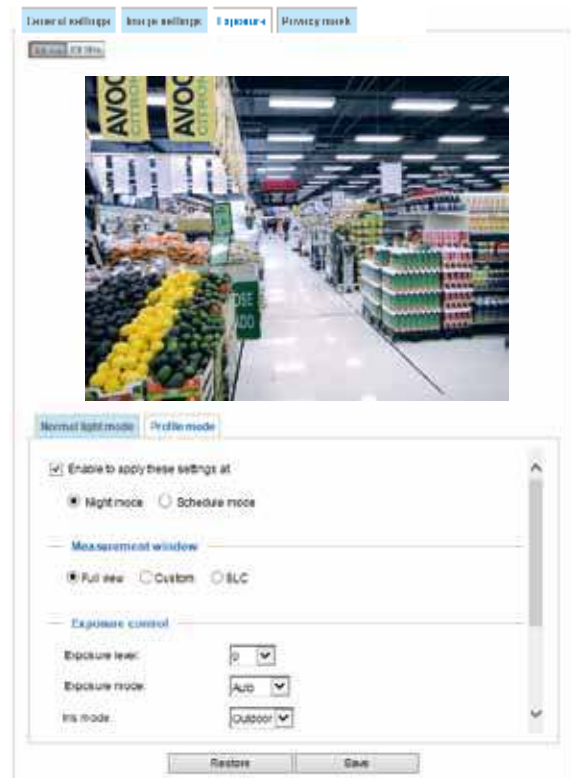 General settings Image settings Exposure Privacy mask
AVOC
CITRON
AVOC
CITRON
Normal light mode Profile mode
Enable to apply these settings at
Night mode Schedule mode
Measurement window
Full view Custom BLC
Exposure control
Exposure level: 0
Exposure mode: Auto
Iris mode: Outdoor
Restore Save